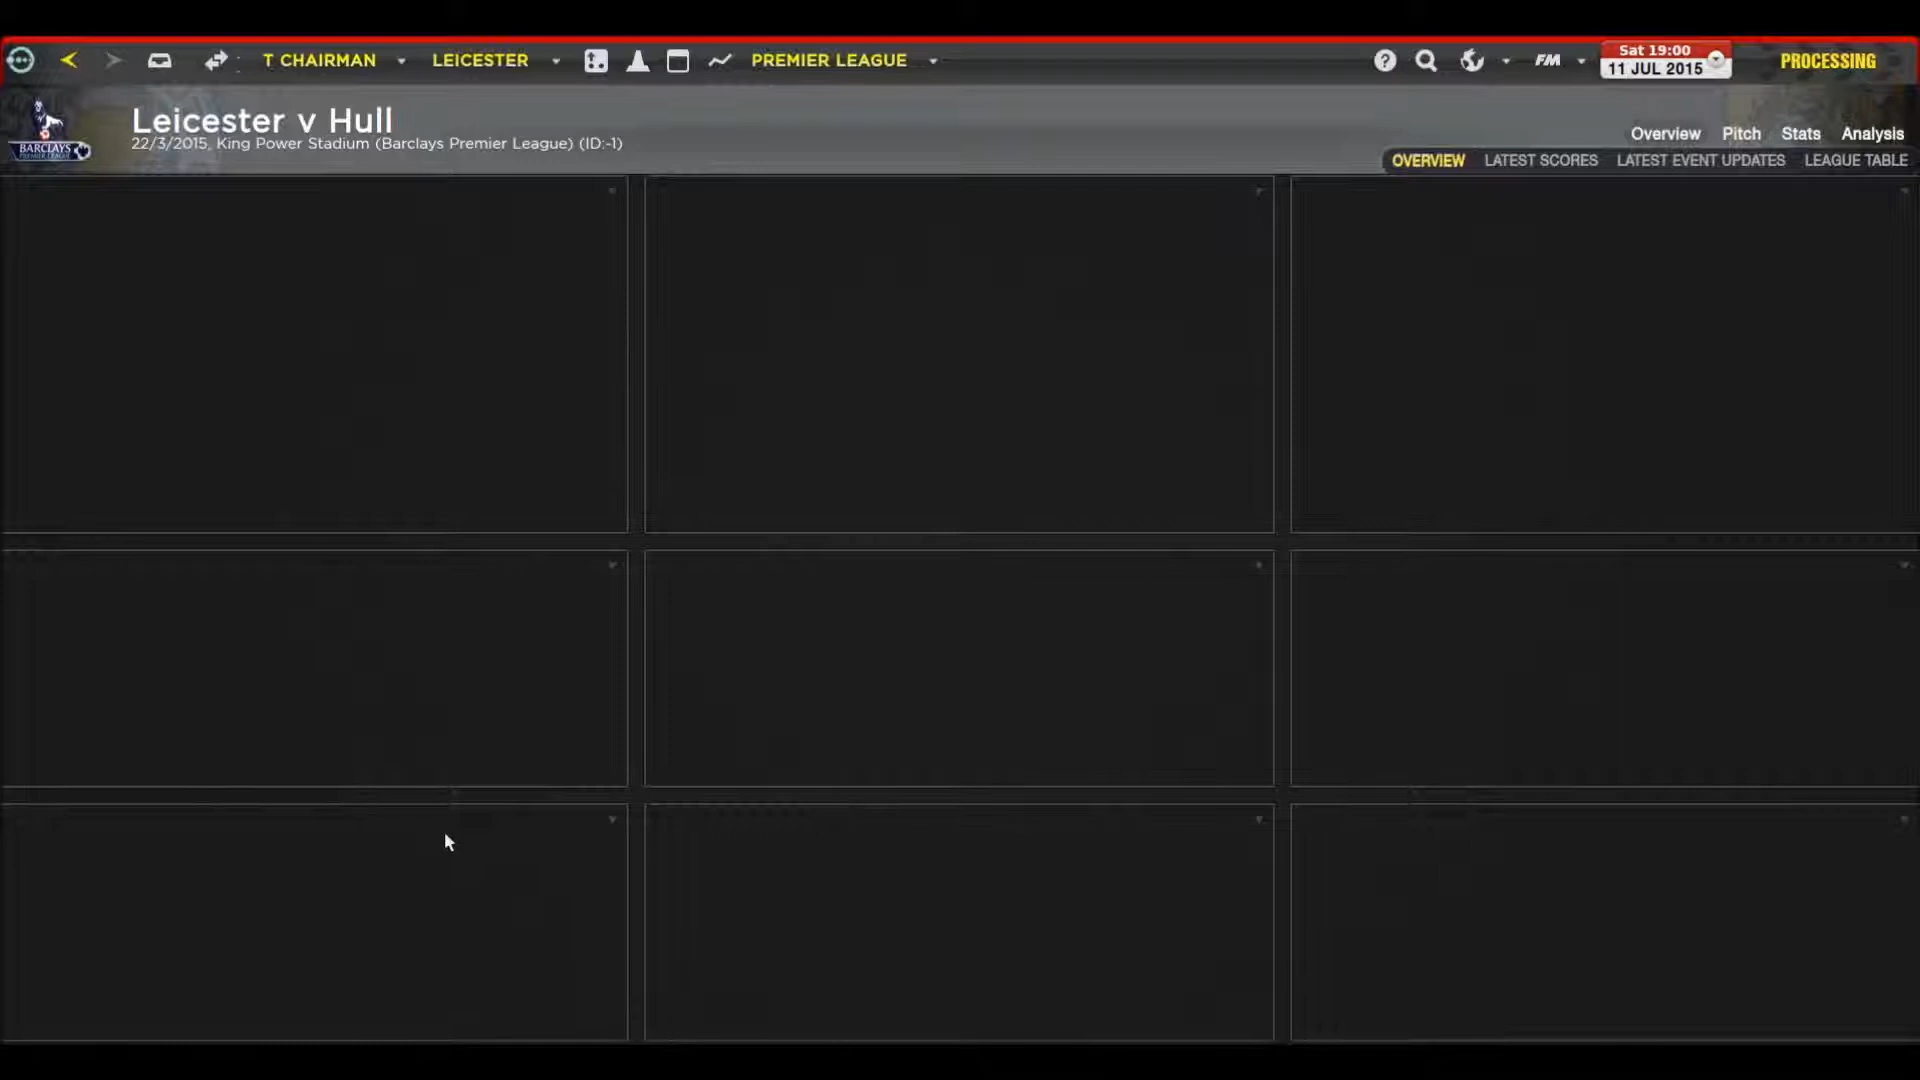 T CHAIRMAN LEICESTER PREMIER LEAGUE FM Sat 19:00 11 JUL 2015 PROCESSING
Leicester v Hull
22/3/2015, King Power Stadium (Barclays Premier League) (ID:-1)
BARCLAYS
PREMIER LEAGUE
Overview Pitch Stats Analysis
OVERVIEW LATEST SCORES LATEST EVENT UPDATES LEAGUE TABLE